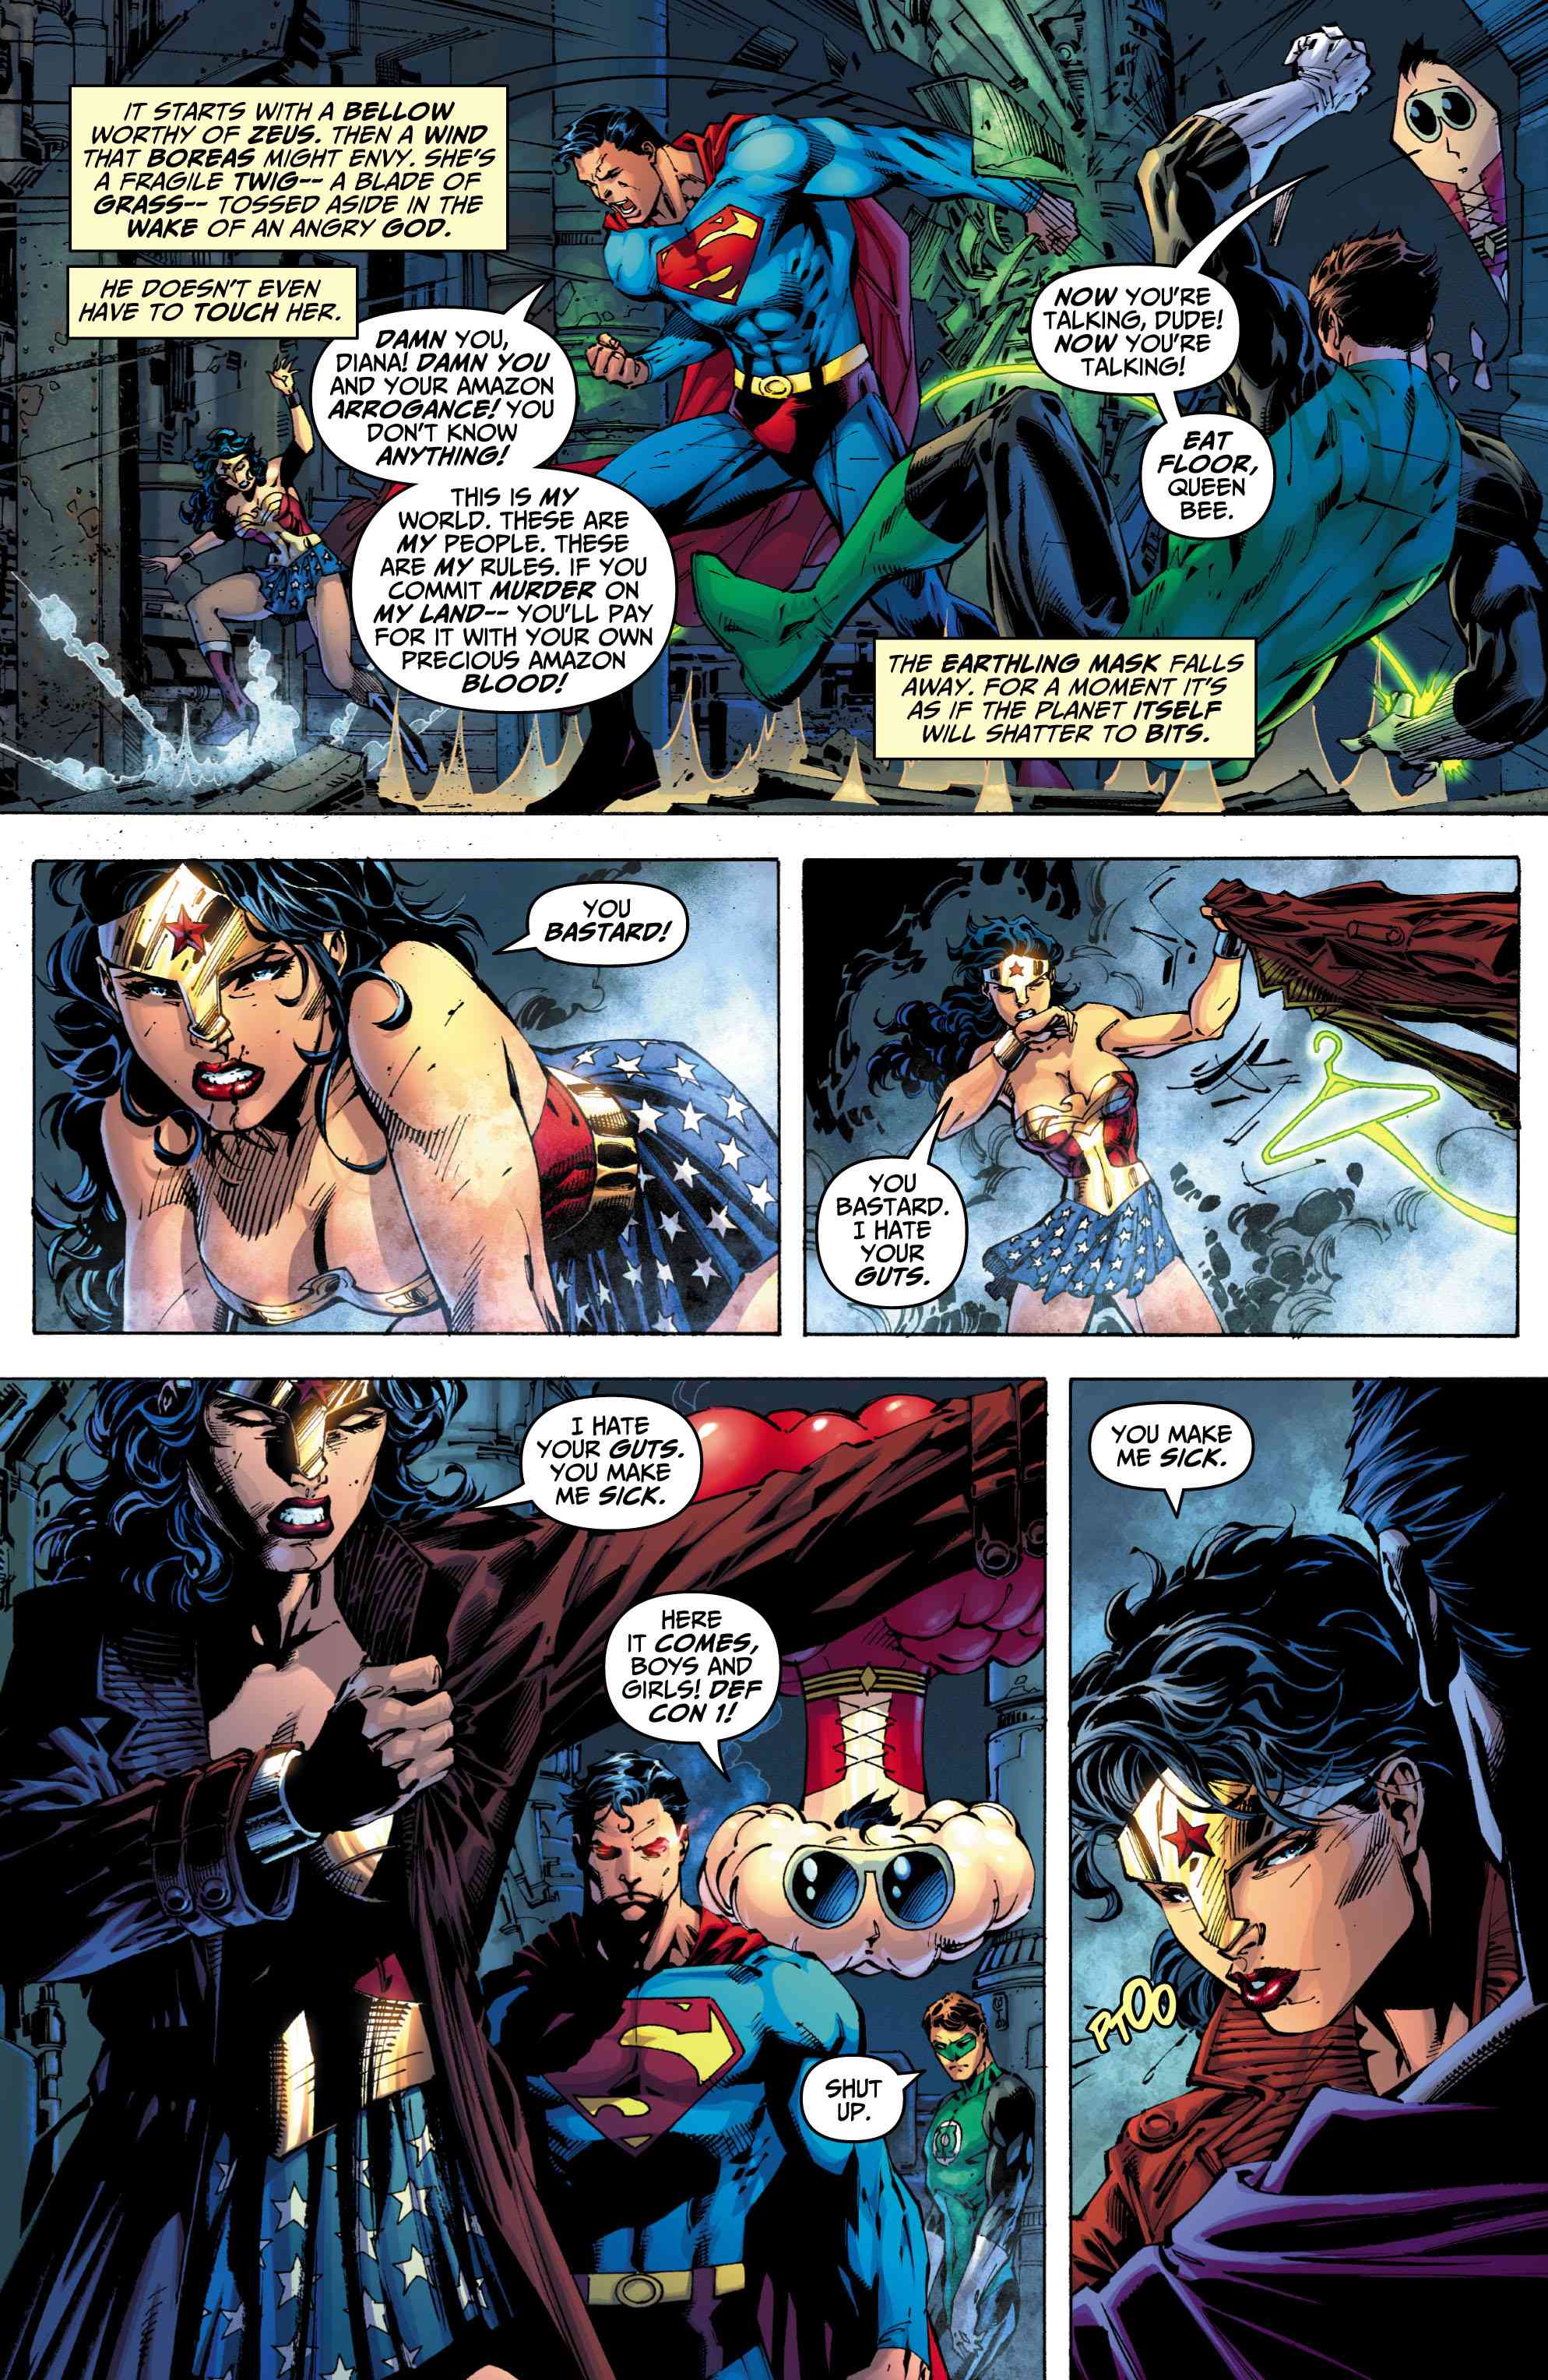 IT STARTS WITH A BELLOW
WORTHY OF ZEUS. THEN A WIND
THAT BOREAS MIGHT ENVY. SHE'S
A FRAGILE TWIG-- A BLADE OF
GRASS-- TOSSED ASIDE IN THE
WAKE OF AN ANGRY GOD.
HE DOESN'T EVEN
HAVE TO TOUCH HER.
DAMN YOU,
DIANA! DAMN YOU
AND YOUR AMAZON
ARROGANCE! YOU
DON'T KNOW
ANYTHING!
THIS IS MY
WORLD. THESE ARE
MY PEOPLE. THESE
ARE MY RULES. IF YOU
COMMIT MURDER ON
MY LAND-- YOU'LL PAY
FOR IT WITH YOUR OWN
PRECIOUS AMAZON
BLOOD!
NOW YOU'RE
TALKING, DUDE!
NOW YOU'RE
TALKING!
EAT
FLOOR,
QUEEN
BEE.
THE EARTHLING MASK FALLS
AWAY. FOR A MOMENT IT'S
AS IF THE PLANET ITSELF
WILL SHATTER TO BITS.
YOU
BASTARD!
YOU
BASTARD.
I HATE
YOUR
GUTS.
I HATE
YOUR GUTS.
YOU MAKE
ME SICK.
HERE
IT COMES,
BOYS AND
GIRLS! DEF
CON 1!
SHUT
UP.
YOU MAKE
ME SICK.
PTOO